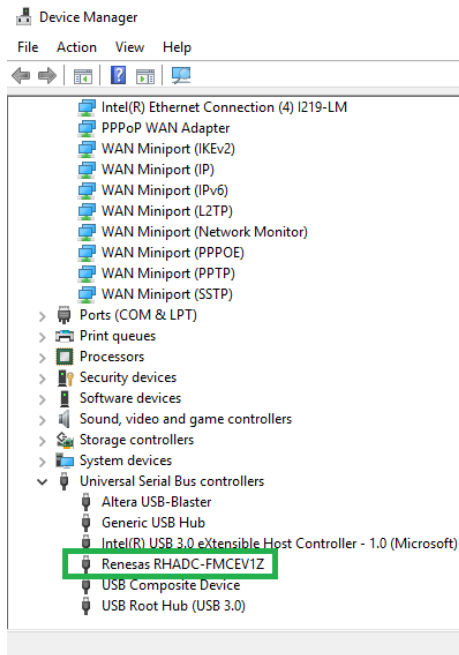 Device Manager
File Action View Help
Intel(R) Ethernet Connection (4) I219-LM
PPPoP WAN Adapter
WAN Miniport (IKEv2)
WAN Miniport (IP)
WAN Miniport (IPv6)
WAN Miniport (L2TP)
WAN Miniport (Network Monitor)
WAN Miniport (PPPOE)
WAN Miniport (PPTP)
WAN Miniport (SSTP)
Ports (COM & LPT)
Print queues
Processors
Security devices
Software devices
Sound, video and game controllers
Storage controllers
System devices
Universal Serial Bus controllers
Altera USB-Blaster
Generic USB Hub
Intel(R) USB 3.0 eXtensible Host Controller - 1.0 (Microsoft)
Renesas RHADC-FMCEV1Z
USB Composite Device
USB Root Hub (USB 3.0)